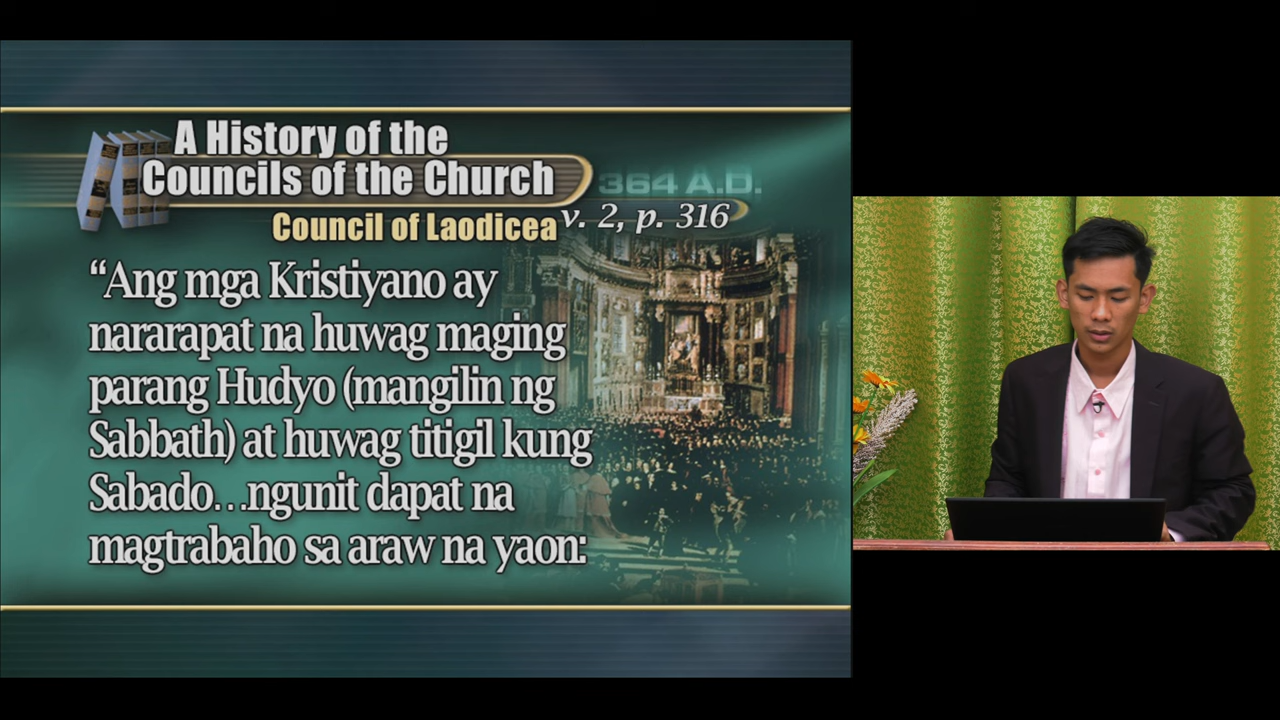 A History of the
Councils of the Church
364 A.D.
Council of Laodicea
v. 2, p. 316
“Ang mga Kristiyano ay
nararapat na huwag maging
parang Hudyo (mangilin ng
Sabbath) at huwag titigil kung
Sabado...ngunit dapat na
magtrabaho sa araw na yaon: